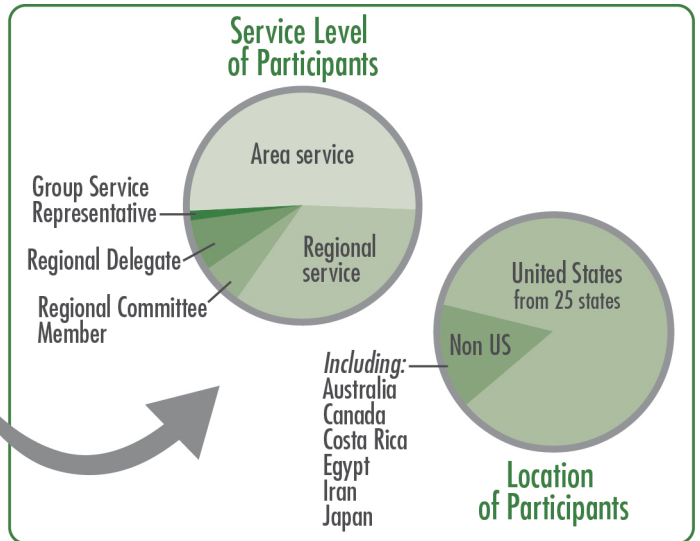 Service Level
of Participants
Area service
Group Service
Representative
Regional Delegate
Regional Committee
Member
Regional
service
United States
from 25 states
Non US
Including:
Australia
Canada
Costa Rica
Egypt
Iran
Japan
Location
of Participants